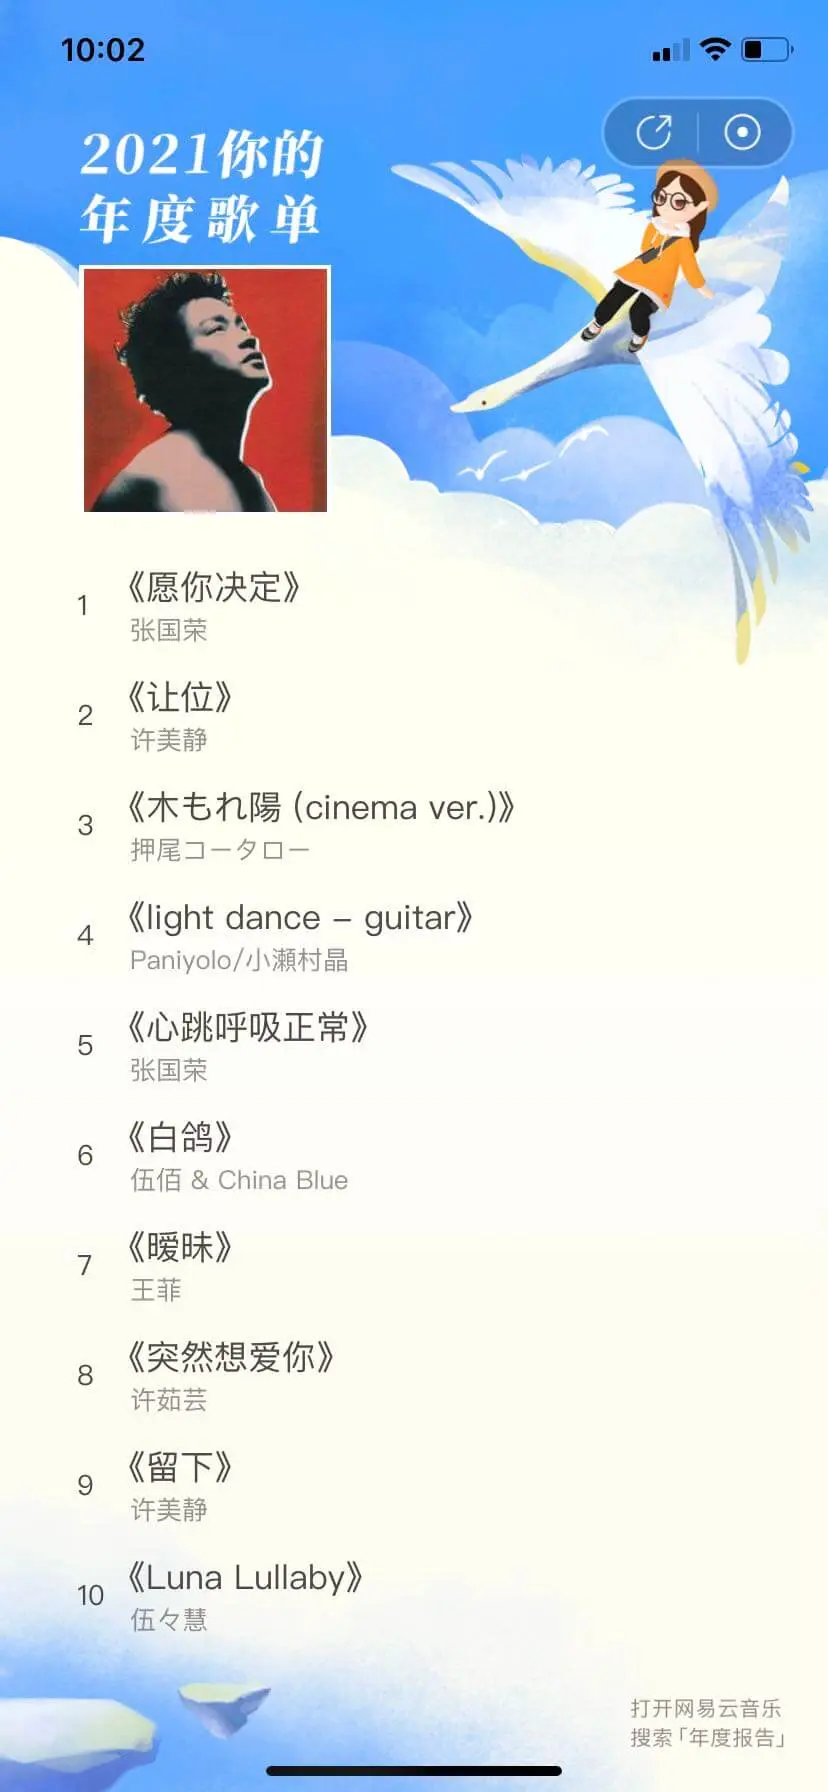 10:02
2021你的
年度歌单
1
《愿你决定》
张国荣
2
《让位》
许美静
3
《木もれ陽 (cinema ver.)》
押尾コータロー
4
《light dance – guitar》
Paniyolo/小瀬村晶
5
《心跳呼吸正常》
张国荣
6
《白鸽》
伍佰 & China Blue
7
《暧昧》
王菲
8
《突然想爱你》
许茹芸
9
《留下》
许美静
10
《Luna Lullaby》
伍々慧
打开网易云音乐
搜索「年度报告」